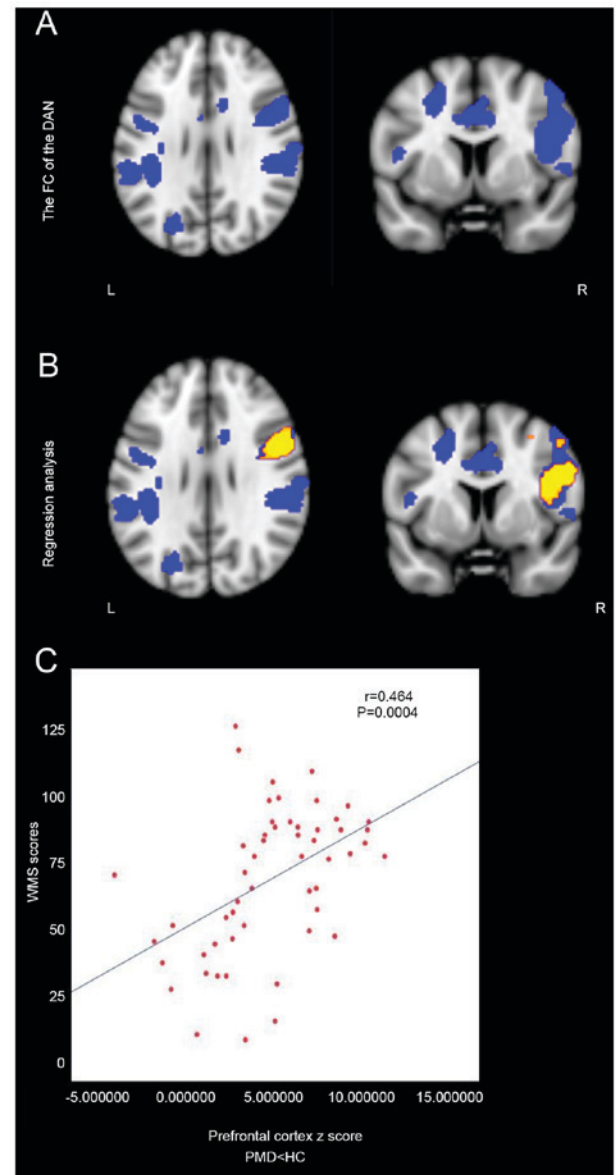 A
The FC of the DAN
L
R
B
Regression analysis
L
R
C
r=0.464
P=0.0004
WMS scores
125
100
75
50
25
0
-5.000000 0.000000 5.000000 10.000000 15.000000
Prefrontal cortex z score
PMD<HC